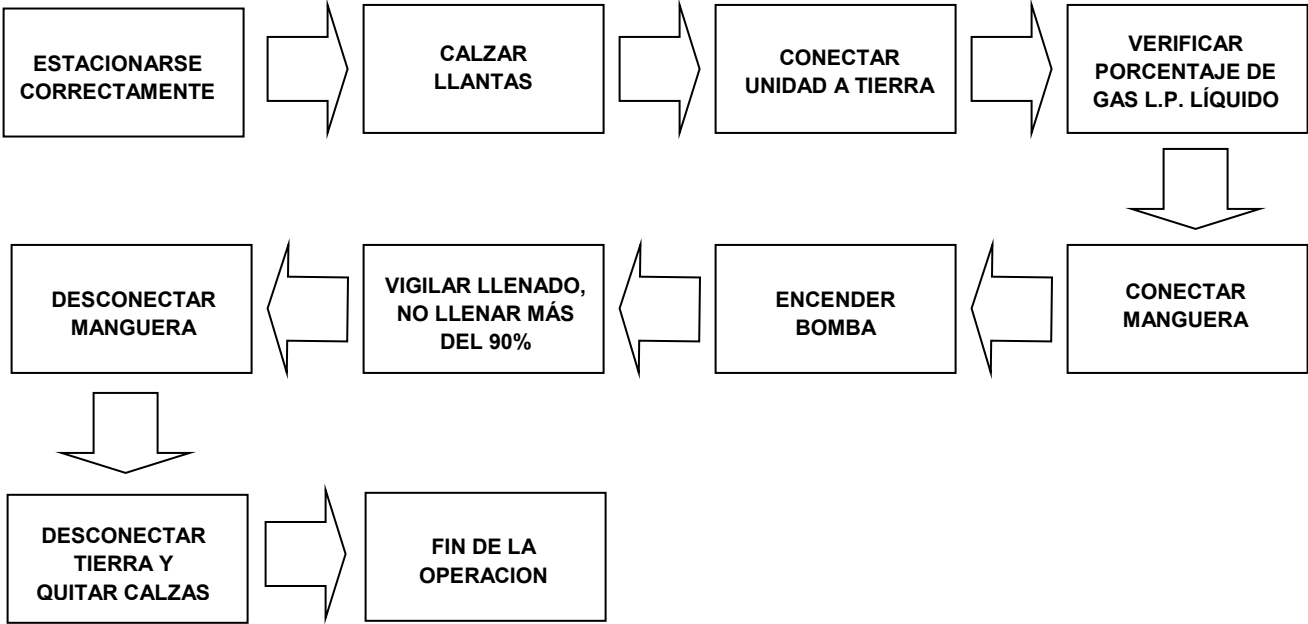 ESTACIONARSE
CORRECTAMENTE
CALZAR
LLANTAS
CONECTAR
UNIDAD A TIERRA
VERIFICAR
PORCENTAJE DE
GAS L.P. LÍQUIDO
CONECTAR
MANGUERA
ENCENDER
BOMBA
VIGILAR LLENADO,
NO LLENAR MÁS
DEL 90%
DESCONECTAR
MANGUERA
DESCONECTAR
TIERRA Y
QUITAR CALZAS
FIN DE LA
OPERACION